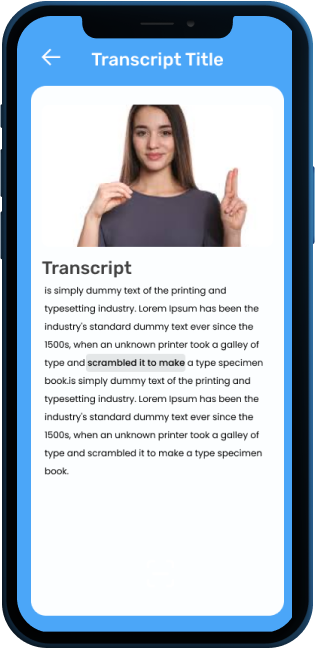 Transcript Title
Transcript
is simply dummy text of the printing and
typesetting industry. Lorem Ipsum has been the
industry's standard dummy text ever since the
1500s, when an unknown printer took a galley of
type and scrambled it to make a type specimen
book.is simply dummy text of the printing and
typesetting industry. Lorem Ipsum has been the
industry's standard dummy text ever since the
1500s, when an unknown printer took a galley of
type and scrambled it to make a type specimen
book.